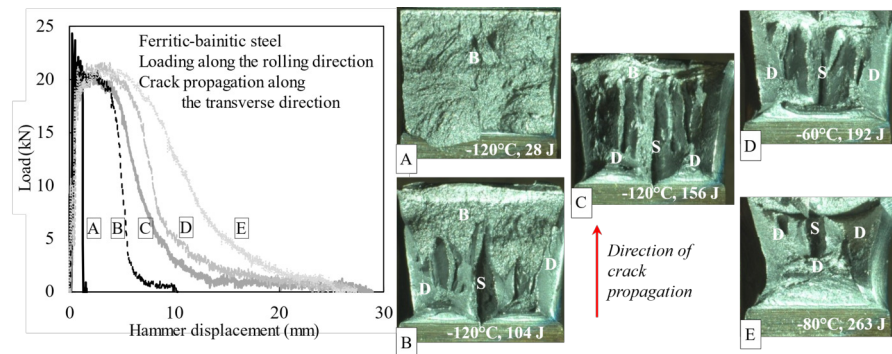 Ferritic-bainitic steel
Loading along the rolling direction
Crack propagation along
the transverse direction
Load (kN)
25
20
15
10
5
0
A B C D E
0 10 20 30
Hammer displacement (mm)
B
A
-120°C, 28 J
B
D
D
S
B
-120°C, 104 J
B
D
S
D
C
-120°C, 156 J
Direction of
crack
propagation
D
S
D
D
-60°C, 192 J
D
S
D
D
E
-80°C, 263 J